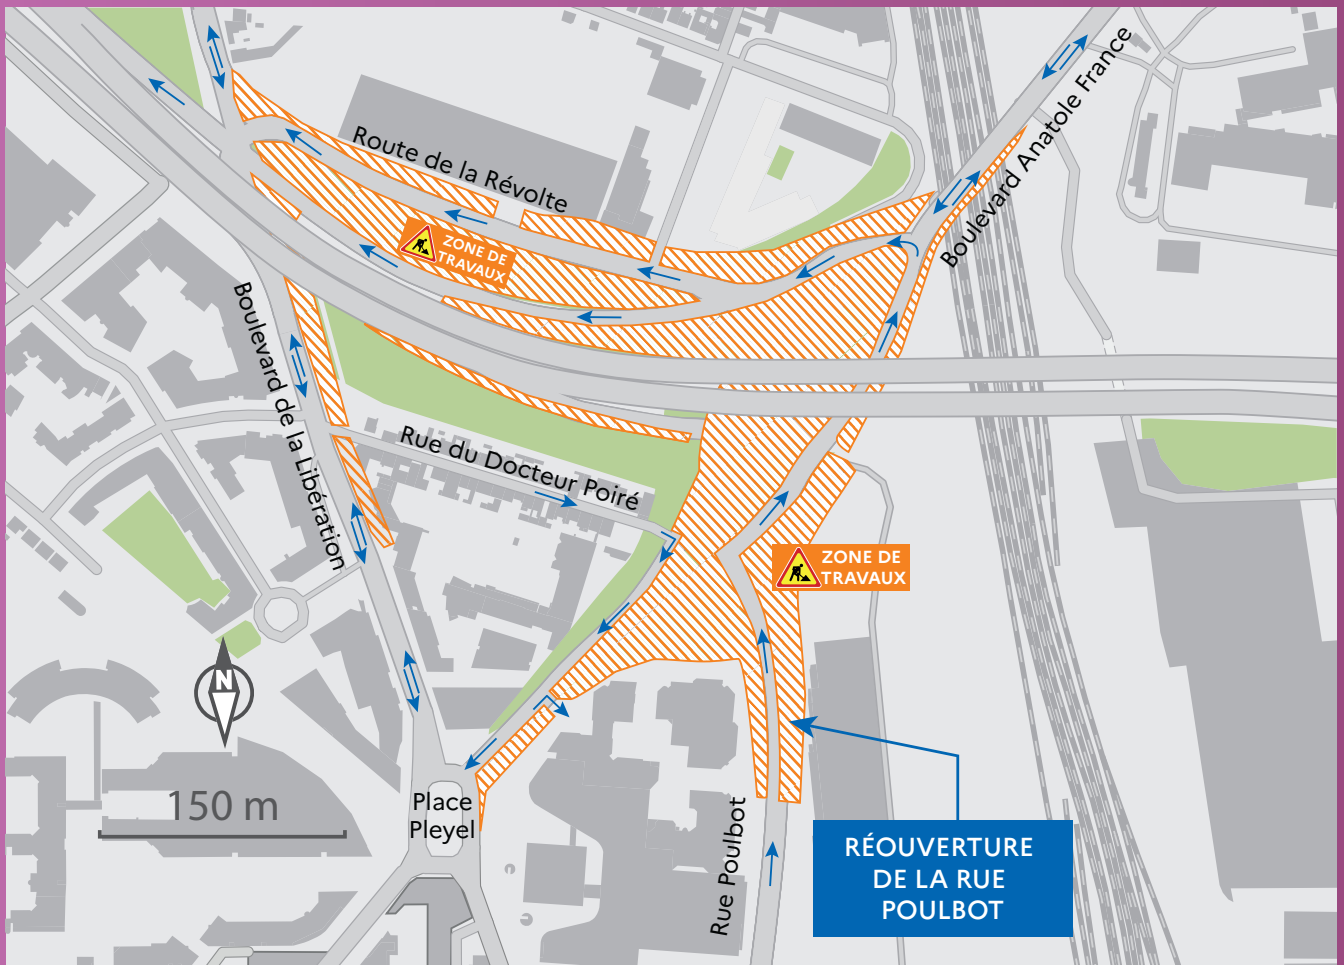 Boulevard Anatole France
Route de la Révolte
ZONE DE
TRAVAUX
Boulevard de la Libération
Rue du Docteur Poiré
ZONE DE
TRAVAUX
N
150 m
Place
Pleyel
Rue Poulbot
RÉOUVERTURE
DE LA RUE
POULBOT